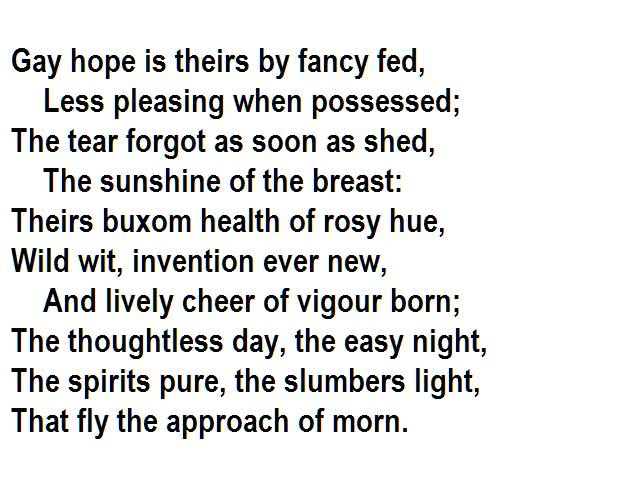 Gay hope is theirs by fancy fed,
Less pleasing when possessed;
The tear forgot as soon as shed,
The sunshine of the breast:
Theirs buxom health of rosy hue,
Wild wit, invention ever new,
And lively cheer of vigour born;
The thoughtless day, the easy night,
The spirits pure, the slumbers light,
That fly the approach of morn.